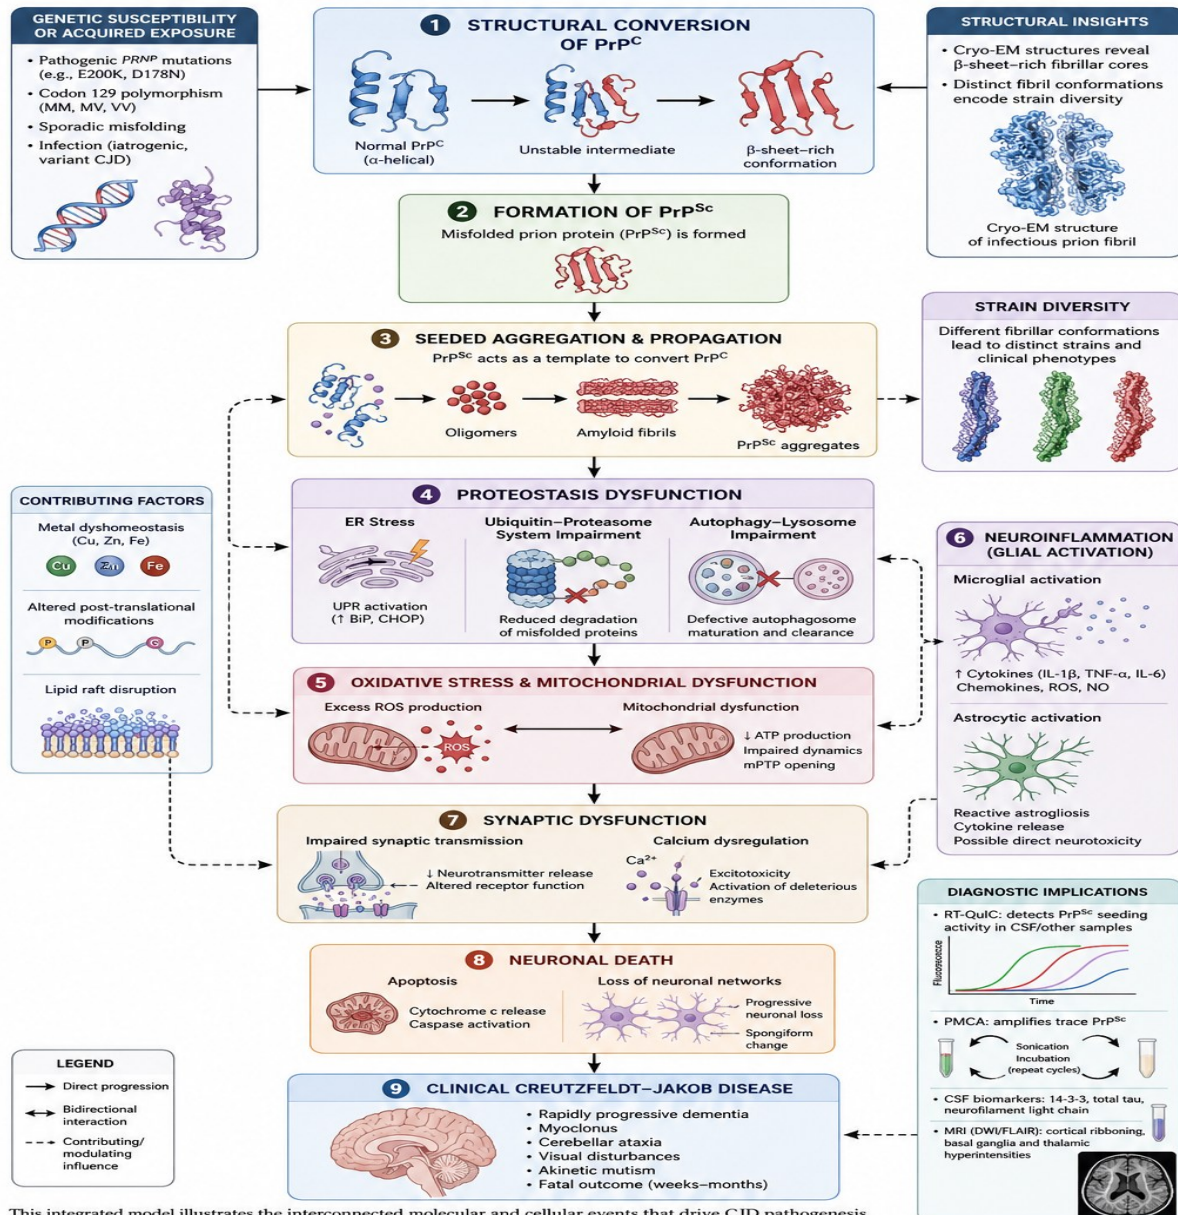 GENETIC SUSCEPTIBILITY
OR ACQUIRED EXPOSURE
• Pathogenic PRNP mutations
(e.g., E200K, D178N)
• Codon 129 polymorphism
(MM, MV, VV)
• Sporadic misfolding
• Infection (iatrogenic,
variant CJD)
1 STRUCTURAL CONVERSION
OF PrPC
Normal PrPC
(α-helical)
Unstable intermediate
β-sheet–rich
conformation
STRUCTURAL INSIGHTS
• Cryo-EM structures reveal
β-sheet–rich fibrillar cores
• Distinct fibril conformations
encode strain diversity
Cryo-EM structure
of infectious prion fibril
2 FORMATION OF PrPSc
Misfolded prion protein (PrPSc) is formed
3 SEEDED AGGREGATION & PROPAGATION
PrPSc acts as a template to convert PrPC
Oligomers
Amyloid fibrils
PrPSc aggregates
STRAIN DIVERSITY
Different fibrillar conformations
lead to distinct strains and
clinical phenotypes
CONTRIBUTING FACTORS
Metal dyshomeostasis
(Cu, Zn, Fe)
Cu Zn Fe
Altered post-translational
modifications
P P G
Lipid raft disruption
4 PROTEOSTASIS DYSFUNCTION
ER Stress
UPR activation
(↑ BiP, CHOP)
Ubiquitin–Proteasome
System Impairment
Reduced degradation
of misfolded proteins
Autophagy–Lysosome
Impairment
Defective autophagosome
maturation and clearance
5 OXIDATIVE STRESS & MITOCHONDRIAL DYSFUNCTION
Excess ROS production
ROS
Mitochondrial dysfunction
↓ ATP production
Impaired dynamics
mPTP opening
6 NEUROINFLAMMATION
(GLIAL ACTIVATION)
Microglial activation
↑ Cytokines (IL-1β, TNF-α, IL-6)
Chemokines, ROS, NO
Astrocytic activation
Reactive astrogliosis
Cytokine release
Possible direct neurotoxicity
7 SYNAPTIC DYSFUNCTION
Impaired synaptic transmission
↓ Neurotransmitter release
Altered receptor function
Calcium dysregulation
Ca2+
Excitotoxicity
Activation of deleterious
enzymes
8 NEURONAL DEATH
Apoptosis
Cytochrome c release
Caspase activation
Loss of neuronal networks
Progressive
neuronal loss
Spongiform
change
9 CLINICAL CREUTZFELDT–JAKOB DISEASE
• Rapidly progressive dementia
• Myoclonus
• Cerebellar ataxia
• Visual disturbances
• Akinetic mutism
• Fatal outcome (weeks–months)
DIAGNOSTIC IMPLICATIONS
• RT-QuIC: detects PrPSc seeding
activity in CSF/other samples
Fluorescence
Time
• PMCA: amplifies trace PrPSc
Sonication
Incubation
(repeat cycles)
• CSF biomarkers: 14-3-3, total tau,
neurofilament light chain
• MRI (DWI/FLAIR): cortical ribboning,
basal ganglia and thalamic
hyperintensities
LEGEND
Direct progression
Bidirectional
interaction
Contributing/
modulating
influence
This integrated model illustrates the interconnected molecular and cellular events that drive CJD pathogenesis